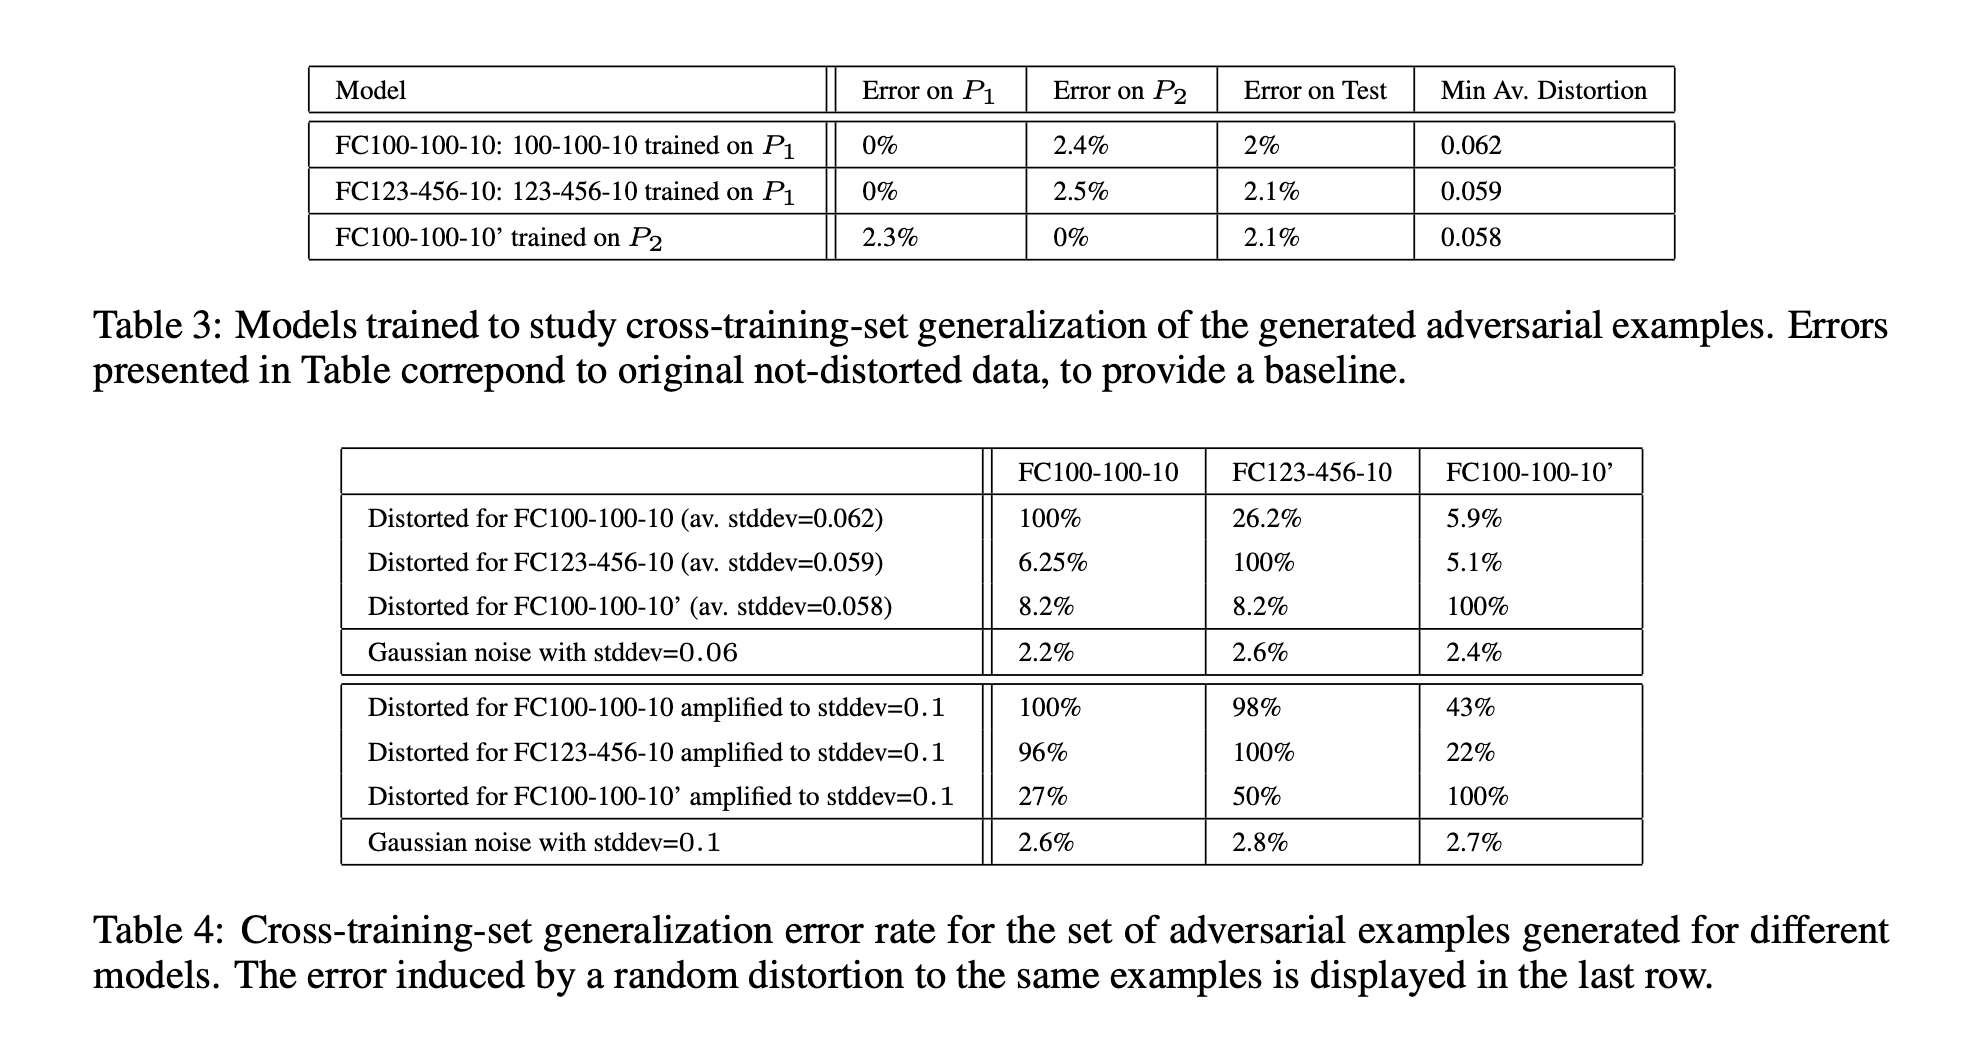 Model Error on P1 Error on P2 Error on Test Min Av. Distortion
FC100-100-10: 100-100-10 trained on P1 0% 2.4% 2% 0.062
FC123-456-10: 123-456-10 trained on P1 0% 2.5% 2.1% 0.059
FC100-100-10’ trained on P2 2.3% 0% 2.1% 0.058
Table 3: Models trained to study cross-training-set generalization of the generated adversarial examples. Errors
presented in Table correpond to original not-distorted data, to provide a baseline.
FC100-100-10 FC123-456-10 FC100-100-10’
Distorted for FC100-100-10 (av. stddev=0.062) 100% 26.2% 5.9%
Distorted for FC123-456-10 (av. stddev=0.059) 6.25% 100% 5.1%
Distorted for FC100-100-10’ (av. stddev=0.058) 8.2% 8.2% 100%
Gaussian noise with stddev=0.06 2.2% 2.6% 2.4%
Distorted for FC100-100-10 amplified to stddev=0.1 100% 98% 43%
Distorted for FC123-456-10 amplified to stddev=0.1 96% 100% 22%
Distorted for FC100-100-10’ amplified to stddev=0.1 27% 50% 100%
Gaussian noise with stddev=0.1 2.6% 2.8% 2.7%
Table 4: Cross-training-set generalization error rate for the set of adversarial examples generated for different
models. The error induced by a random distortion to the same examples is displayed in the last row.